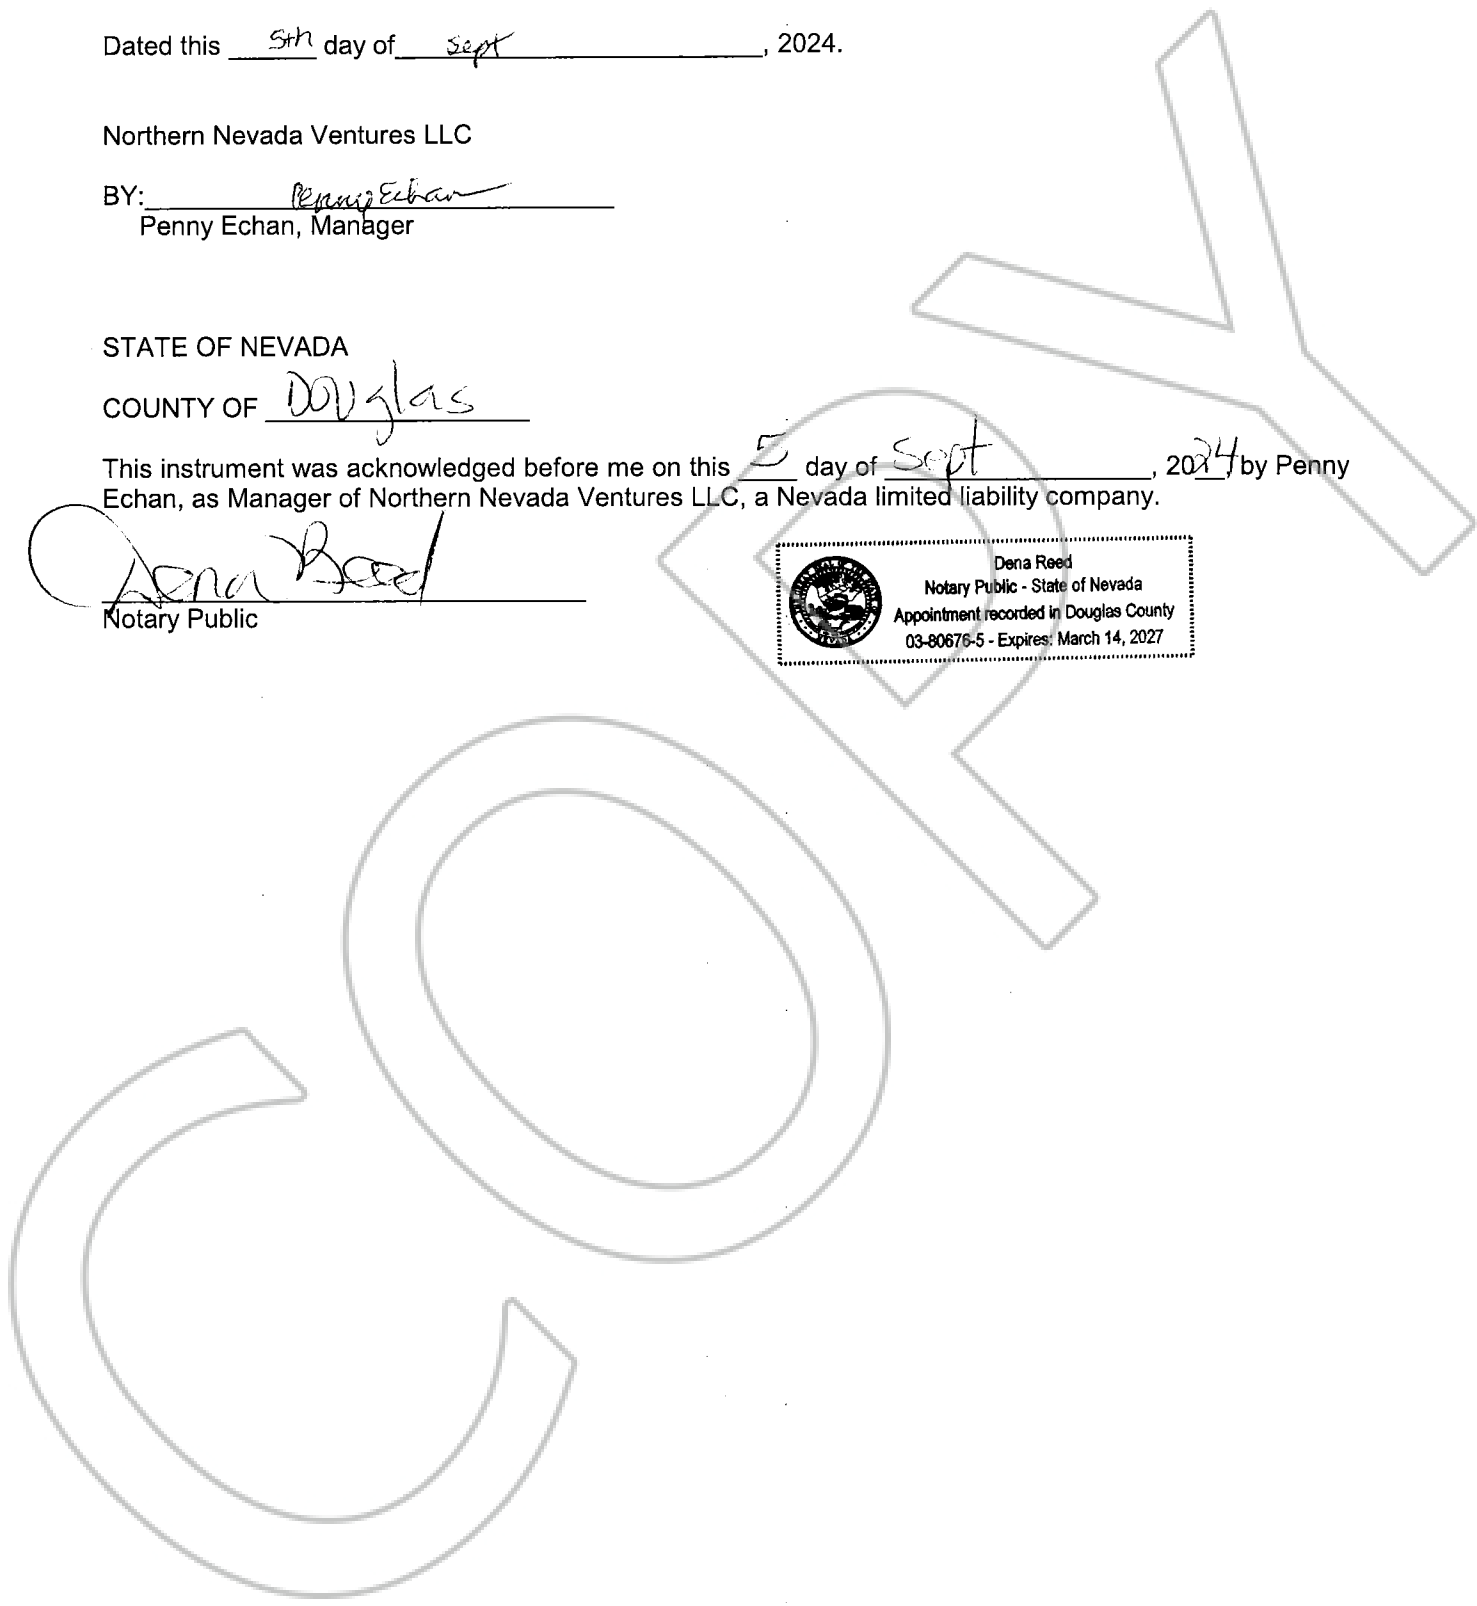 Dated this 5th day of Sept, 2024.
Northern Nevada Ventures LLC
BY: Penny Echan
Penny Echan, Manager
STATE OF NEVADA
COUNTY OF Douglas
This instrument was acknowledged before me on this 5 day of Sept, 2024, by Penny
Echan, as Manager of Northern Nevada Ventures LLC, a Nevada limited liability company.
Dena Reed
Notary Public
Dena Reed
Notary Public - State of Nevada
Appointment recorded in Douglas County
03-80676-5 - Expires: March 14, 2027
COPY